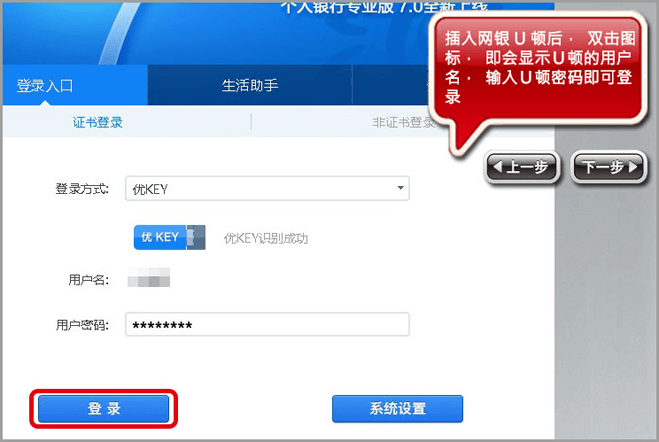 个人银行专业版 7.0全新上线
插入网银U顿后， 双击图
标， 即会显示U顿的用户
名， 输入U顿密码即可登
录
登录入口
生活助手
证书登录
非证书登录
上一步
下一步
登录方式:
优KEY
优 KEY
优KEY识别成功
用户名:
用户密码:
********
登 录
系统设置